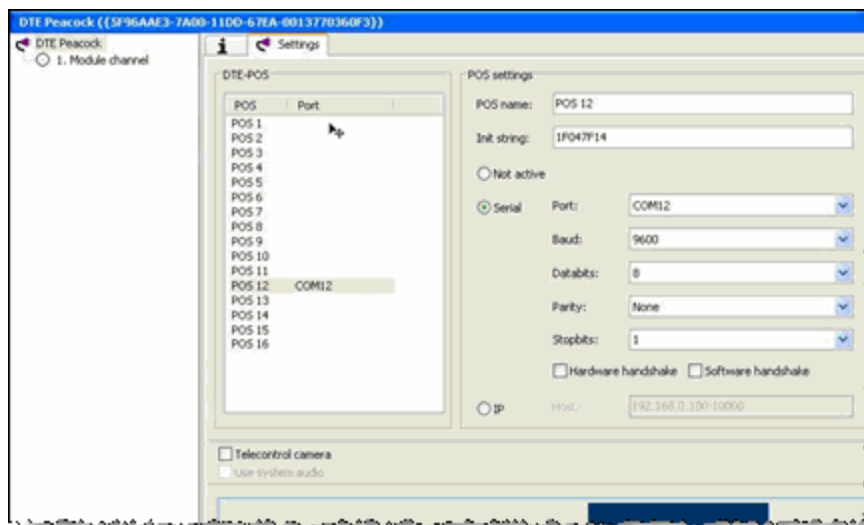 DTE Peacock ({5F96AAE3-7A00-11DD-67EA-0013770360F3})
DTE Peacock
1. Module channel
i Settings
DTE-POS
POS Port
POS 1
POS 2
POS 3
POS 4
POS 5
POS 6
POS 7
POS 8
POS 9
POS 10
POS 11
POS 12 COM12
POS 13
POS 14
POS 15
POS 16
POS settings
POS name: POS 12
Init string: 1F047F14
Not active
Serial Port: COM12
Baud: 9600
Databits: 8
Parity: None
Stopbits: 1
Hardware handshake Software handshake
IP Host: 192.168.0.100:10000
Telecontrol camera
Use system audio